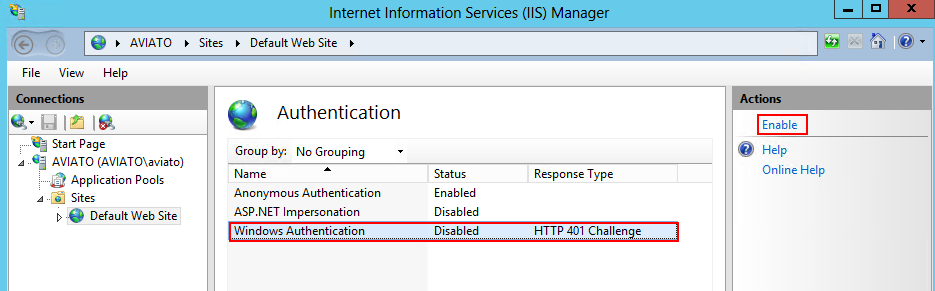 Internet Information Services (IIS) Manager
AVIATO Sites Default Web Site
File View Help
Connections
Start Page
AVIATO (AVIATO\aviato)
Application Pools
Sites
Default Web Site
Authentication
Group by: No Grouping
Name Status Response Type
Anonymous Authentication Enabled
ASP.NET Impersonation Disabled
Windows Authentication Disabled HTTP 401 Challenge
Actions
Enable
Help
Online Help